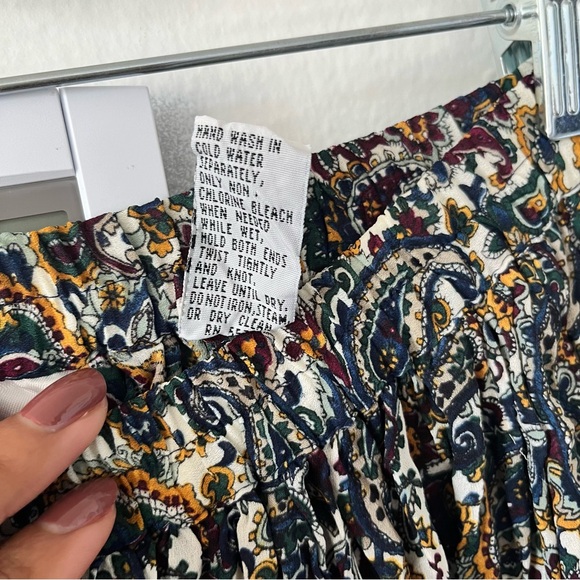 HAND WASH IN
COLD WATER
SEPARATELY,
ONLY NON
CHLORINE BLEACH
WHEN NEEDED
WHILE WET,
HOLD BOTH ENDS
TWIST TIGHTLY
AND KNOT.
LEAVE UNTIL DRY.
DO NOT IRON, STEAM
OR DRY CLEAN
RN